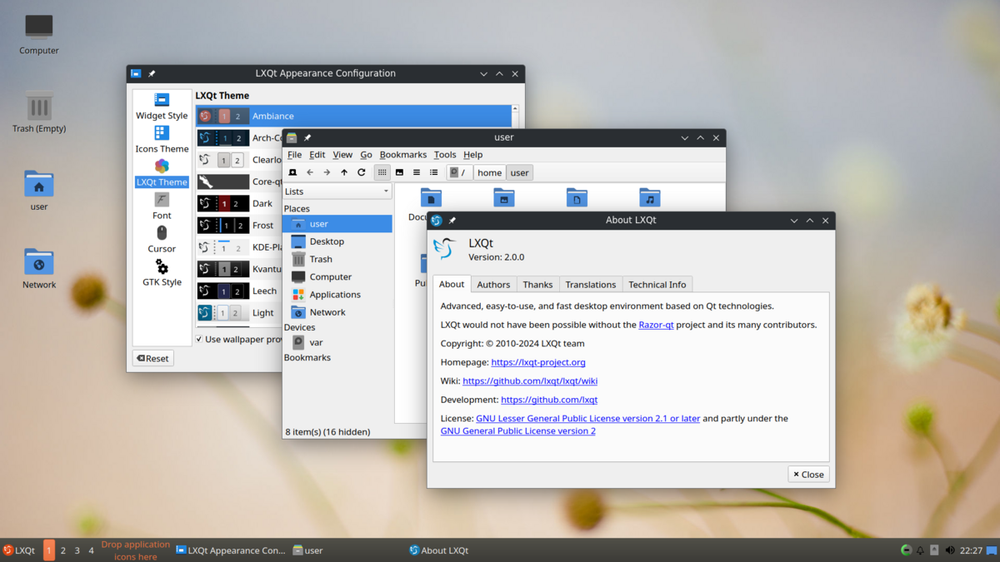 Computer
Trash (Empty)
user
Network
LXQt Appearance Configuration
LXQt Theme
Widget Style
Icons Theme
LXQt Theme
Font
Cursor
GTK Style
1 2 Ambiance
1 2 Arch-Co
1 2 Clearlo
Core-qt
1 2 Dark
1 2 Frost
1 2 KDE-Pla
1 2 Kvantu
1 2 Leech
1 2 Light
Use wallpaper prov
Reset
user
File Edit View Go Bookmarks Tools Help
/ home user
Lists
Places
user
Desktop
Trash
Computer
Applications
Network
Devices
var
Bookmarks
Docu
Pu
8 item(s) (16 hidden)
About LXQt
LXQt
Version: 2.0.0
About Authors Thanks Translations Technical Info
Advanced, easy-to-use, and fast desktop environment based on Qt technologies.
LXQt would not have been possible without the Razor-qt project and its many contributors.
Copyright: © 2010-2024 LXQt team
Homepage: https://lxqt-project.org
Wiki: https://github.com/lxqt/lxqt/wiki
Development: https://github.com/lxqt
License: GNU Lesser General Public License version 2.1 or later and partly under the
GNU General Public License version 2
Close
LXQt 1 2 3 4 Drop application
icons here
LXQt Appearance Con... user About LXQt 22:27